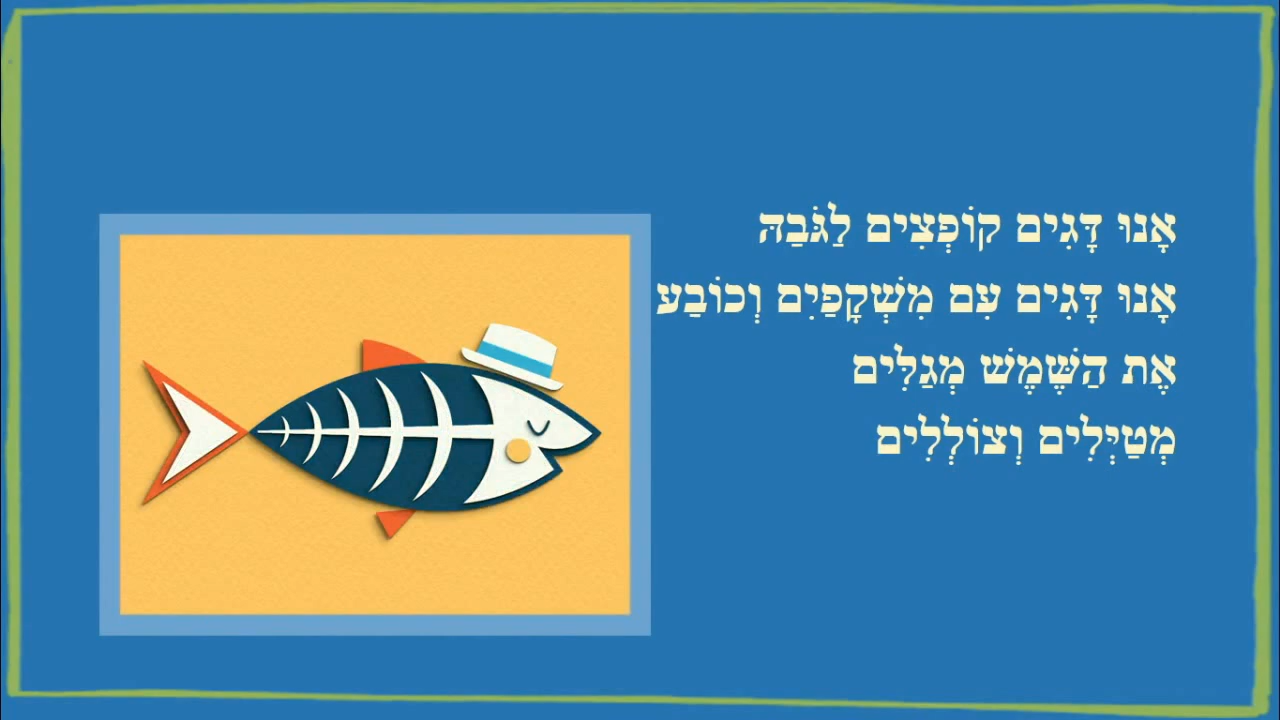 אָנוּ דָּגִים קוֹפְצִים לַגֹּבַהּ
אָנוּ דָּגִים עִם מִשְׁקָפַיִם וְכוֹבַע
אֶת הַשֶּׁמֶשׁ מְגַלִּים
מְטַיְּלִים וְצוֹלְלִים